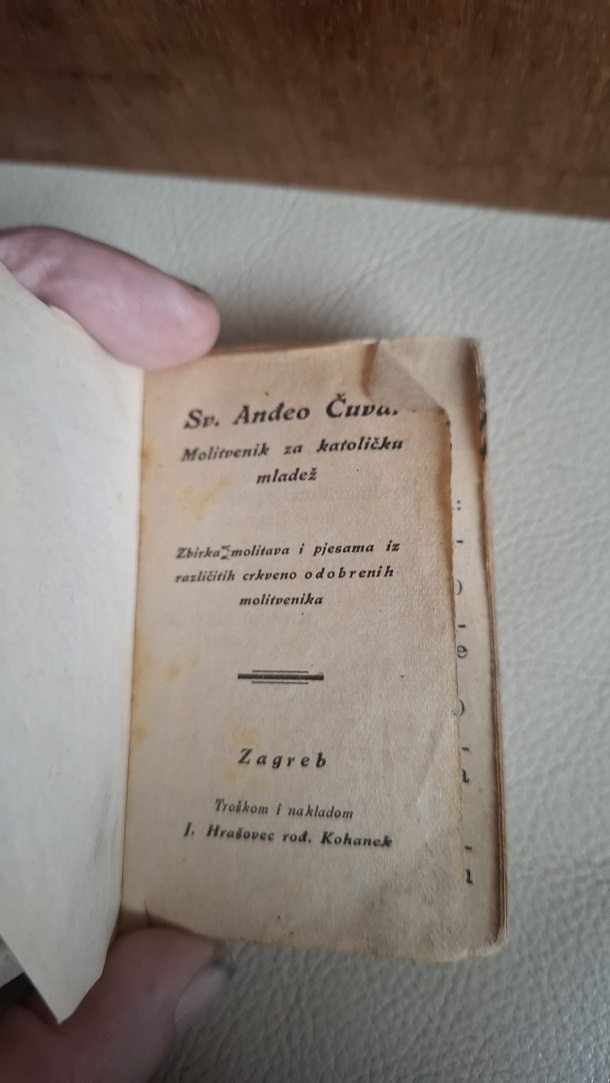 Sv. Anđeo
Molitvenik za katoličku
mladež
Zbirka molitava i pjesama iz
različitih crkveno odobrenih
molitvenika
Zagreb
Troškom i nakladom
J. Hrašovec rođ. Kohanek